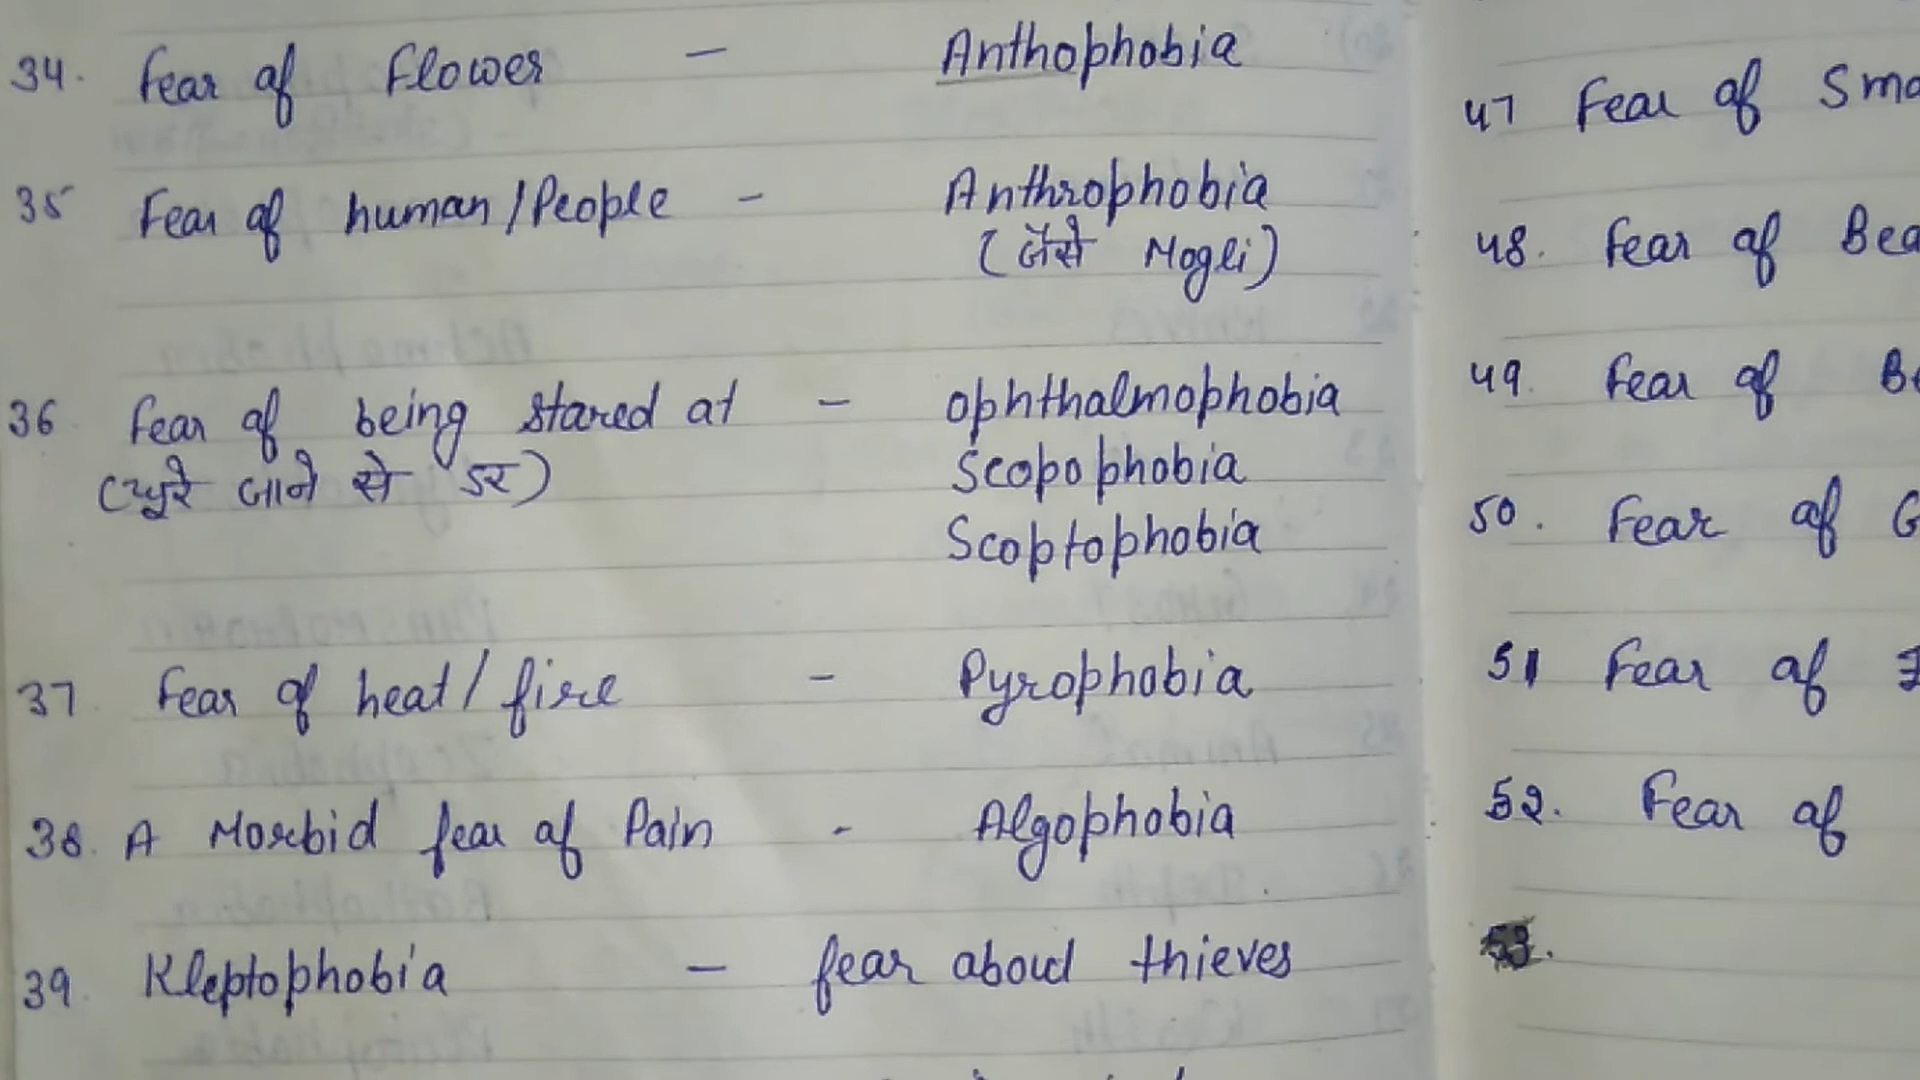 34. Fear of Flower - Anthophobia
35 Fear of human/People - Anthrophobia
(जैसे Mogli)
36 Fear of being stared at - ophthalmophobia
(घूरे जाने से डर) Scopophobia
Scoptophobia
37 Fear of heat/fire - Pyrophobia
38. A Morbid fear of Pain - Algophobia
39. Kleptophobia - fear about thieves
47 Fear of
48. Fear of
49. Fear of
50. Fear of
51 Fear of
52. Fear of
53.